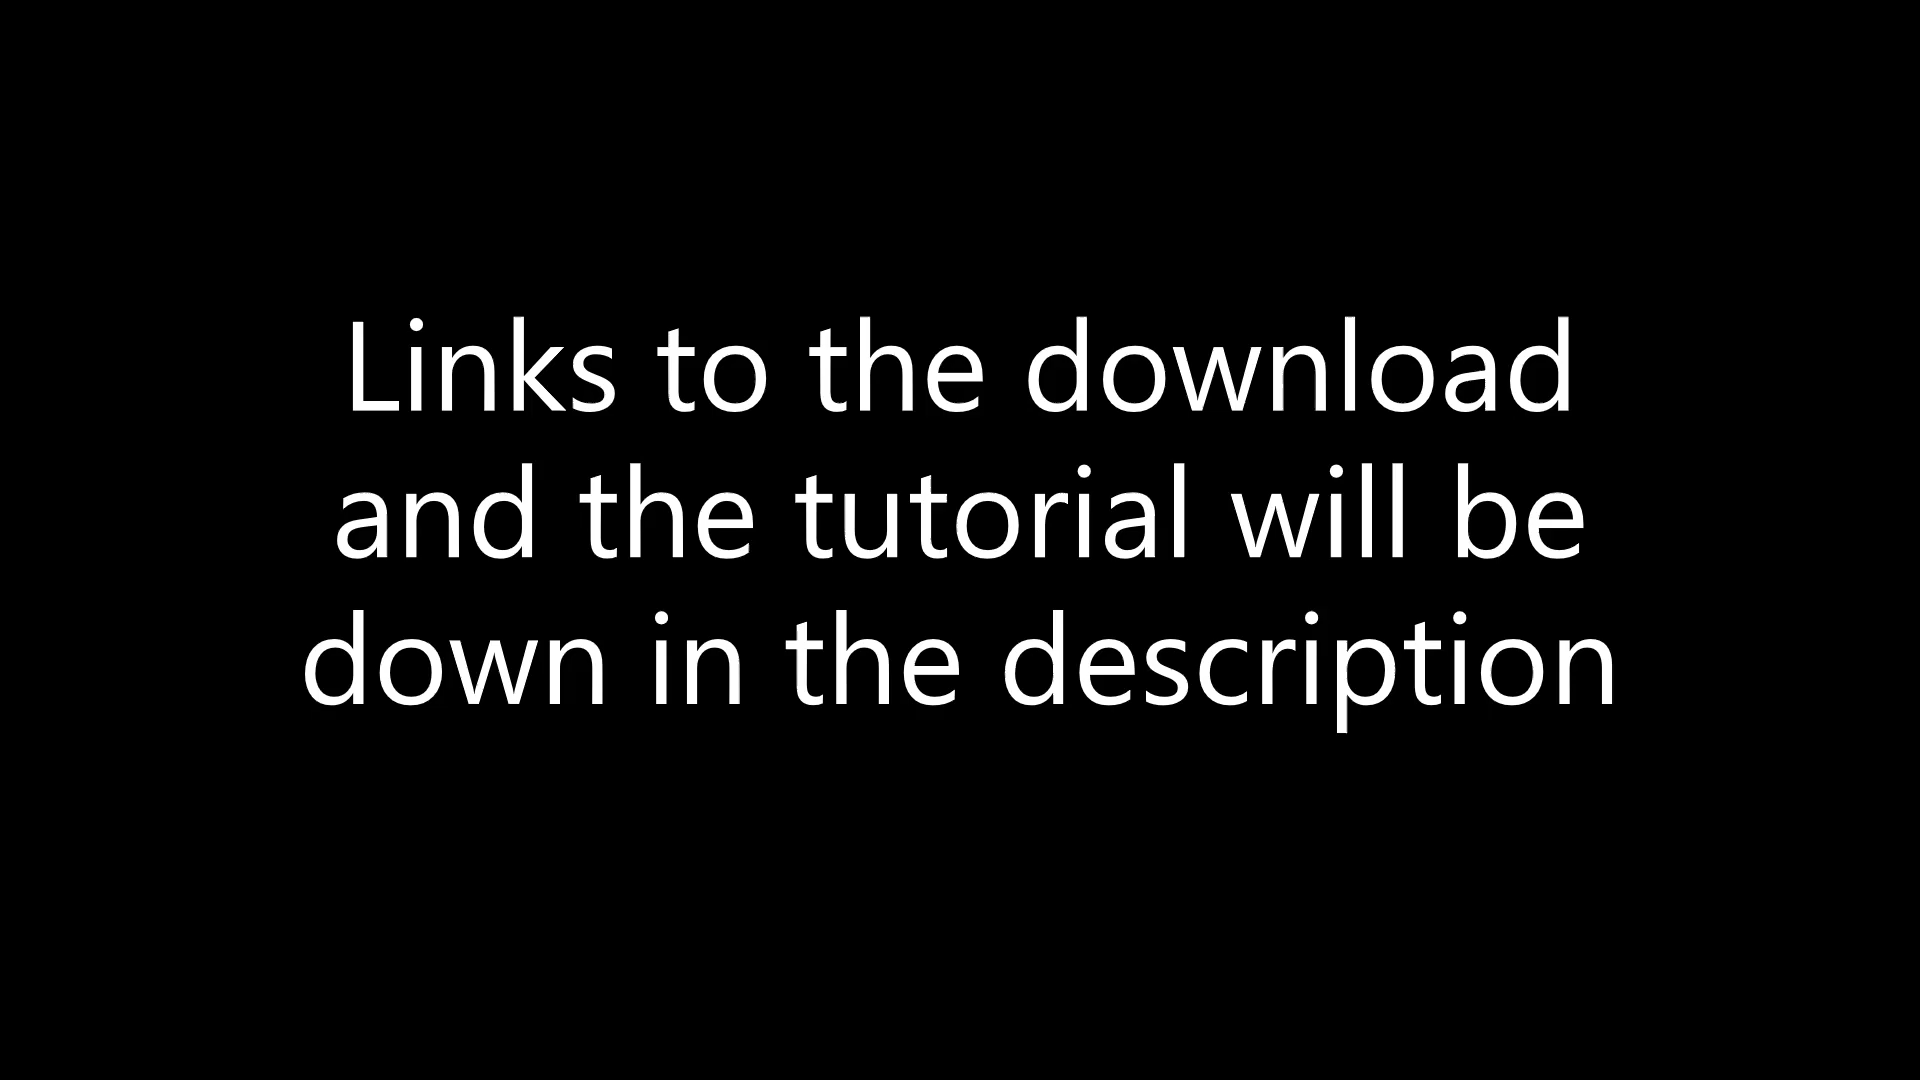 Links to the download
and the tutorial will be
down in the description